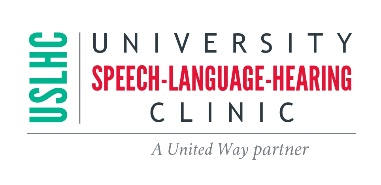 USLHC
UNIVERSITY
SPEECH-LANGUAGE-HEARING
CLINIC
A United Way partner